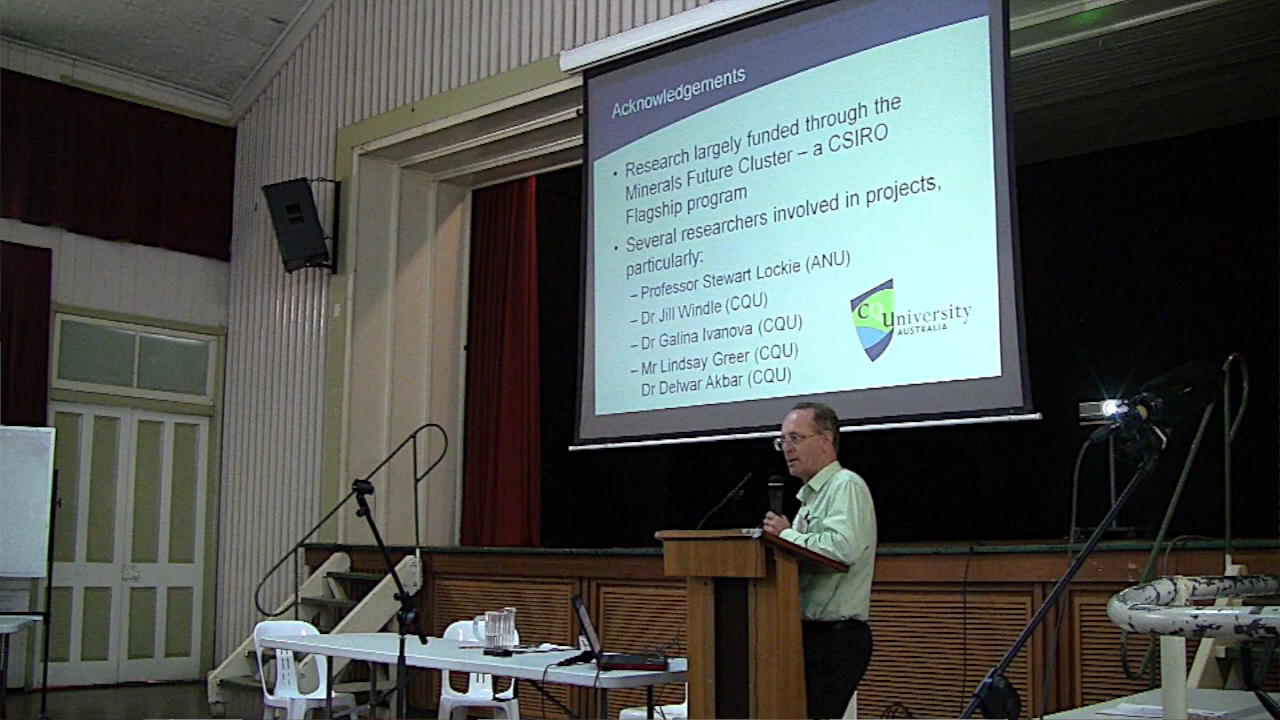 Acknowledgements
• Research largely funded through the
Minerals Future Cluster – a CSIRO
Flagship program
• Several researchers involved in projects,
particularly:
– Professor Stewart Lockie (ANU)
– Dr Jill Windle (CQU)
– Dr Galina Ivanova (CQU)
– Mr Lindsay Greer (CQU)
Dr Delwar Akbar (CQU)
CQUniversity
AUSTRALIA